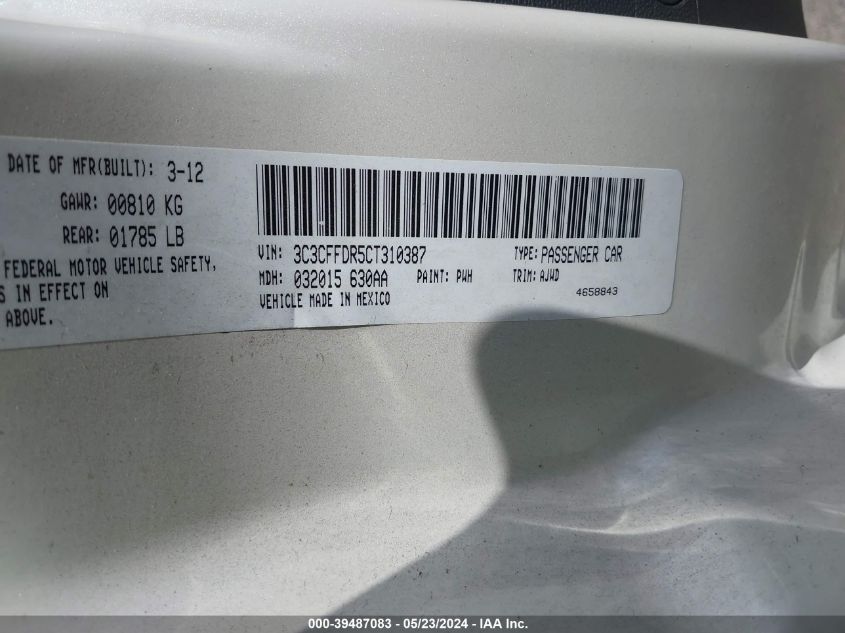 DATE OF MFR(BUILT): 3-12
GAWR: 00810 KG
REAR: 01785 LB
FEDERAL MOTOR VEHICLE SAFETY,
S IN EFFECT ON
ABOVE.
VIN: 3C3CFFDR5CT310387 TYPE: PASSENGER CAR
MDH: 032015 630AA PAINT: PWH TRIM: AJWD
VEHICLE MADE IN MEXICO 4658843
000-39487083 - 05/23/2024 - IAA Inc.